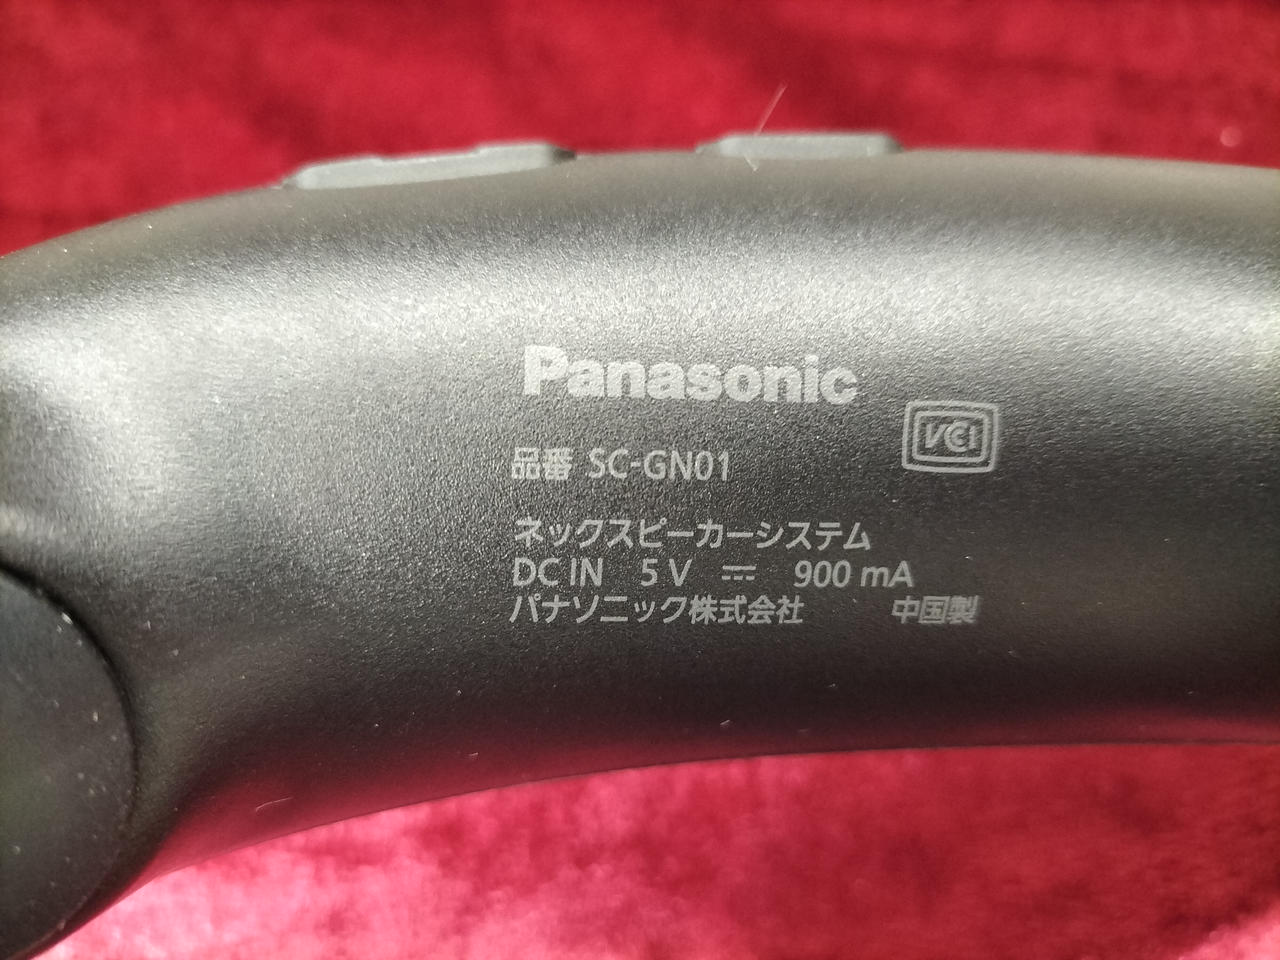 Panasonic
VCCI
品番 SC-GN01
ネックスピーカーシステム
DC IN 5 V ⎓ 900 mA
パナソニック株式会社 中国製